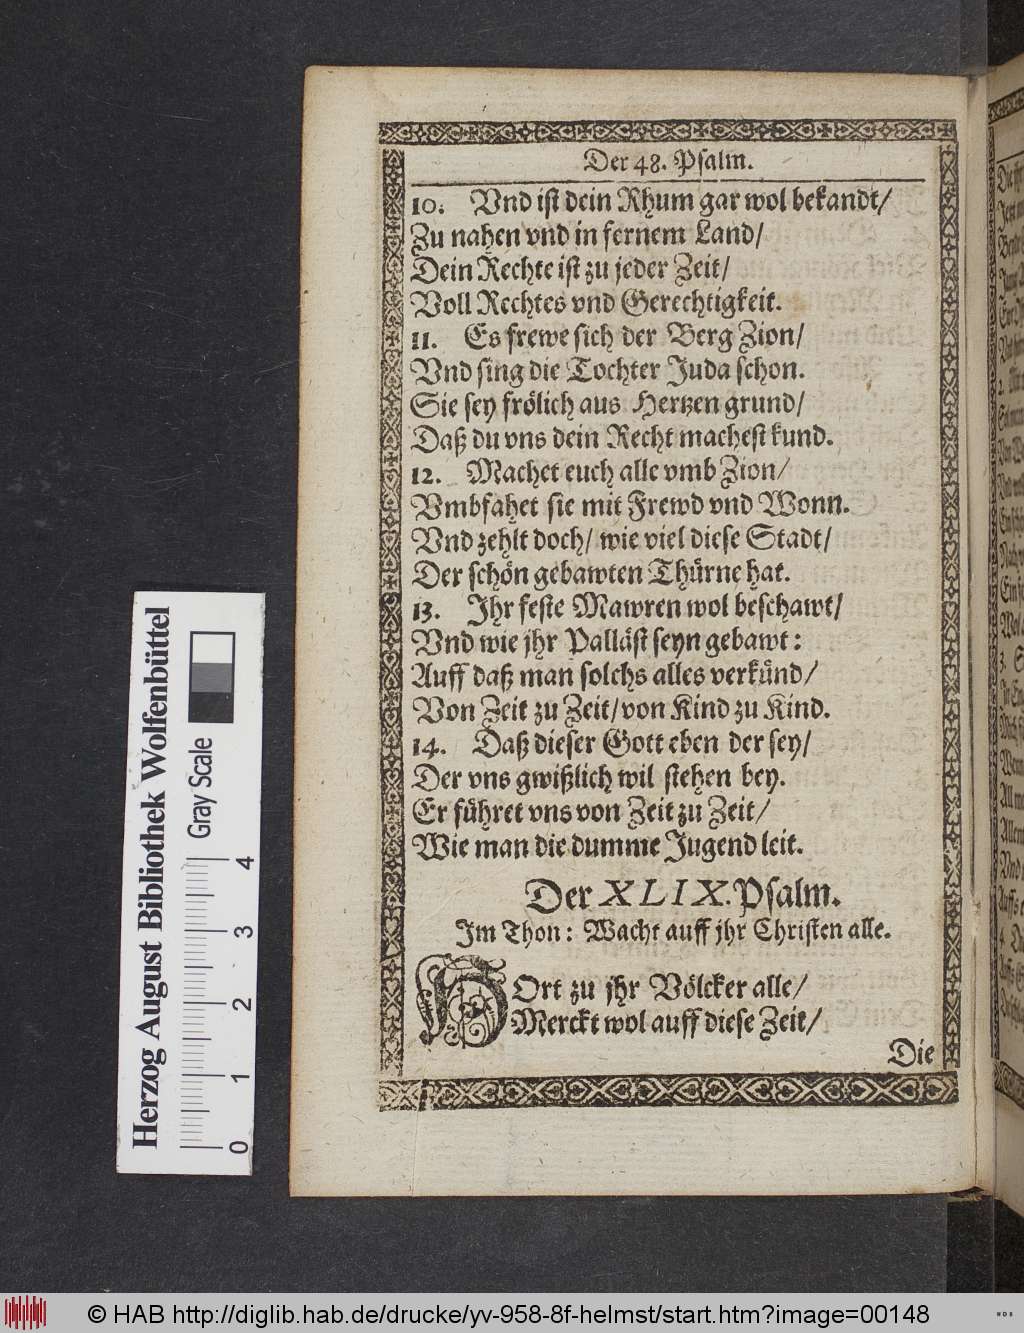 Der 48. Psalm.
10. Vnd ist dein Rhum gar wol bekandt/
Zu nahen vnd in fernem Land/
Dein Rechte ist zu jeder Zeit/
Voll Rechtes vnd Gerechtigkeit.
11. Es frewe sich der Berg Zion/
Vnd sing die Tochter Juda schon.
Sie sey frölich aus Hertzen grund/
Daß du vns dein Recht machest kund.
12. Machet euch alle vmb Zion/
Vmbfahet sie mit Frewd vnd Wonn.
Vnd zehlt doch/ wie viel diese Stadt/
Der schön gebawten Thürne hat.
13. Ihr feste Mawren wol beschawt/
Vnd wie jhr Palläst seyn gebawt:
Auff daß man solchs alles verkünd/
Von Zeit zu Zeit/ von Kind zu Kind.
14. Daß dieser Gott eben der sey/
Der vns gwißlich wil stehen bey.
Er führet vns von Zeit zu Zeit/
Wie man die dumme Jugend leit.
Der XLIX. Psalm.
Im Thon: Wacht auff jhr Christen alle.
HOrt zu jhr Völcker alle/
Merckt wol auff diese Zeit/
Die
Herzog August Bibliothek Wolfenbüttel
Gray Scale
0 1 2 3 4
© HAB http://diglib.hab.de/drucke/yv-958-8f-helmst/start.htm?image=00148